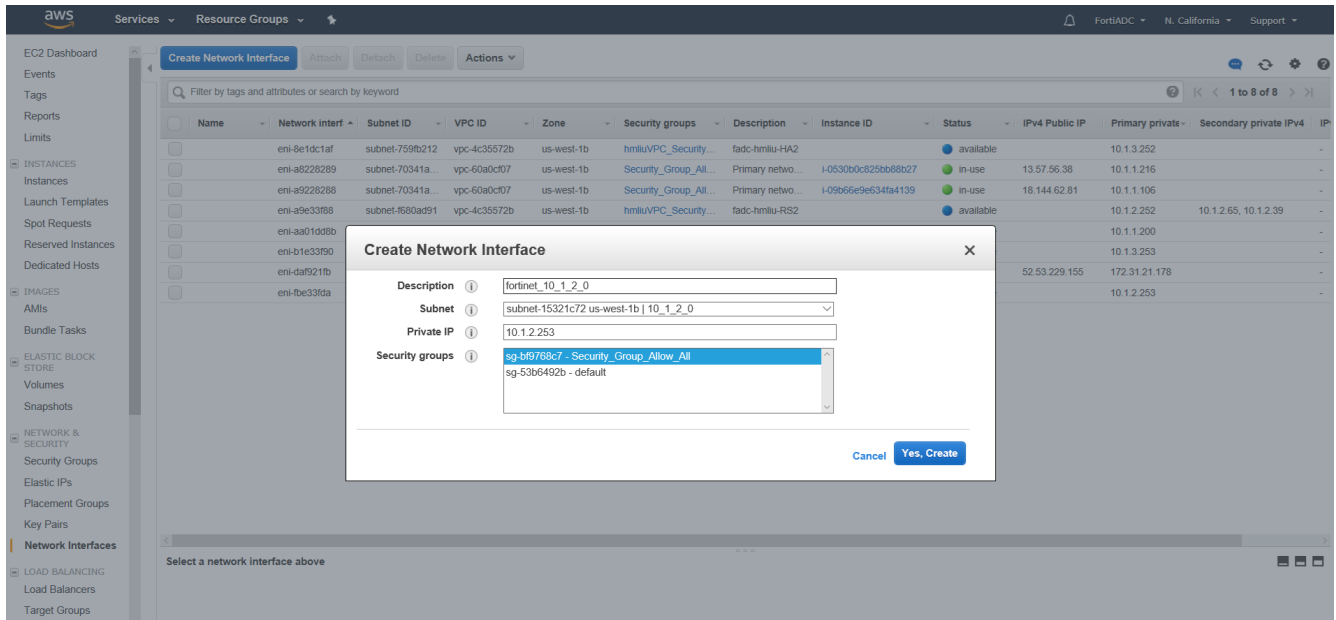 aws Services Resource Groups FortiADC N. California Support
EC2 Dashboard
Events
Tags
Reports
Limits
INSTANCES
Instances
Launch Templates
Spot Requests
Reserved Instances
Dedicated Hosts
IMAGES
AMIs
Bundle Tasks
ELASTIC BLOCK
STORE
Volumes
Snapshots
NETWORK &
SECURITY
Security Groups
Elastic IPs
Placement Groups
Key Pairs
Network Interfaces
LOAD BALANCING
Load Balancers
Target Groups
Create Network Interface Attach Detach Delete Actions
Filter by tags and attributes or search by keyword 1 to 8 of 8
Name Network interf Subnet ID VPC ID Zone Security groups Description Instance ID Status IPv4 Public IP Primary private Secondary private IPv4 IP
eni-8e1dc1af subnet-759fb212 vpc-4c35572b us-west-1b hmliuVPC_Security... fadc-hmliu-HA2 available 10.1.3.252 -
eni-a8228289 subnet-70341a... vpc-60a0cf07 us-west-1b Security_Group_All... Primary netwo... i-0530b0c825bb88b27 in-use 13.57.56.38 10.1.1.216 -
eni-a9228288 subnet-70341a... vpc-60a0cf07 us-west-1b Security_Group_All... Primary netwo... i-09b66e9e634fa4139 in-use 18.144.62.81 10.1.1.106 -
eni-a9e33f88 subnet-f680ad91 vpc-4c35572b us-west-1b hmliuVPC_Security... fadc-hmliu-RS2 available 10.1.2.252 10.1.2.65, 10.1.2.39 -
eni-aa01dd8b 10.1.1.200 -
eni-b1e33f90 10.1.3.253 -
eni-daf921fb 52.53.229.155 172.31.21.178 -
eni-fbe33fda 10.1.2.253 -
Create Network Interface
Description fortinet_10_1_2_0
Subnet subnet-15321c72 us-west-1b | 10_1_2_0
Private IP 10.1.2.253
Security groups sg-bf9768c7 - Security_Group_Allow_All
sg-53b6492b - default
Cancel Yes, Create
Select a network interface above